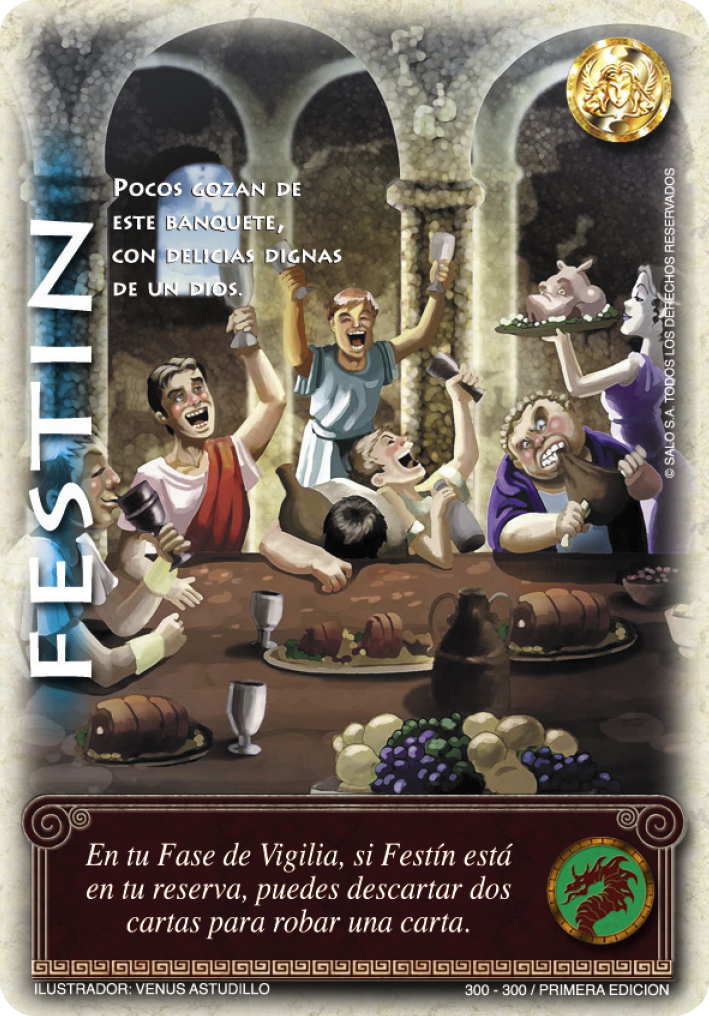 FESTIN
POCOS GOZAN DE
ESTE BANQUETE,
CON DELICIAS DIGNAS
DE UN DIOS.
© SALO S.A. TODOS LOS DERECHOS RESERVADOS
En tu Fase de Vigilia, si Festín está
en tu reserva, puedes descartar dos
cartas para robar una carta.
ILUSTRADOR: VENUS ASTUDILLO
300 - 300 / PRIMERA EDICION